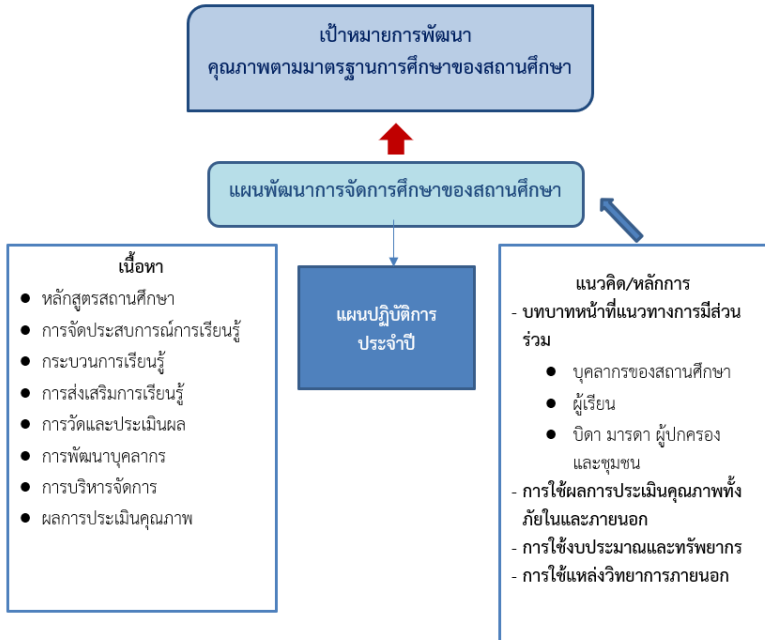 เป้าหมายการพัฒนา
คุณภาพตามมาตรฐานการศึกษาของสถานศึกษา
แผนพัฒนาการจัดการศึกษาของสถานศึกษา
เนื้อหา
● หลักสูตรสถานศึกษา
● การจัดประสบการณ์การเรียนรู้
● กระบวนการเรียนรู้
● การส่งเสริมการเรียนรู้
● การวัดและประเมินผล
● การพัฒนาบุคลากร
● การบริหารจัดการ
● ผลการประเมินคุณภาพ
แผนปฏิบัติการ
ประจำปี
แนวคิด/หลักการ
- บทบาทหน้าที่แนวทางการมีส่วน
ร่วม
● บุคลากรของสถานศึกษา
● ผู้เรียน
● บิดา มารดา ผู้ปกครอง
และชุมชน
- การใช้ผลการประเมินคุณภาพทั้ง
ภัยในและภายนอก
- การใช้งบประมาณและทรัพยากร
- การใช้แหล่งวิทยาการภายนอก